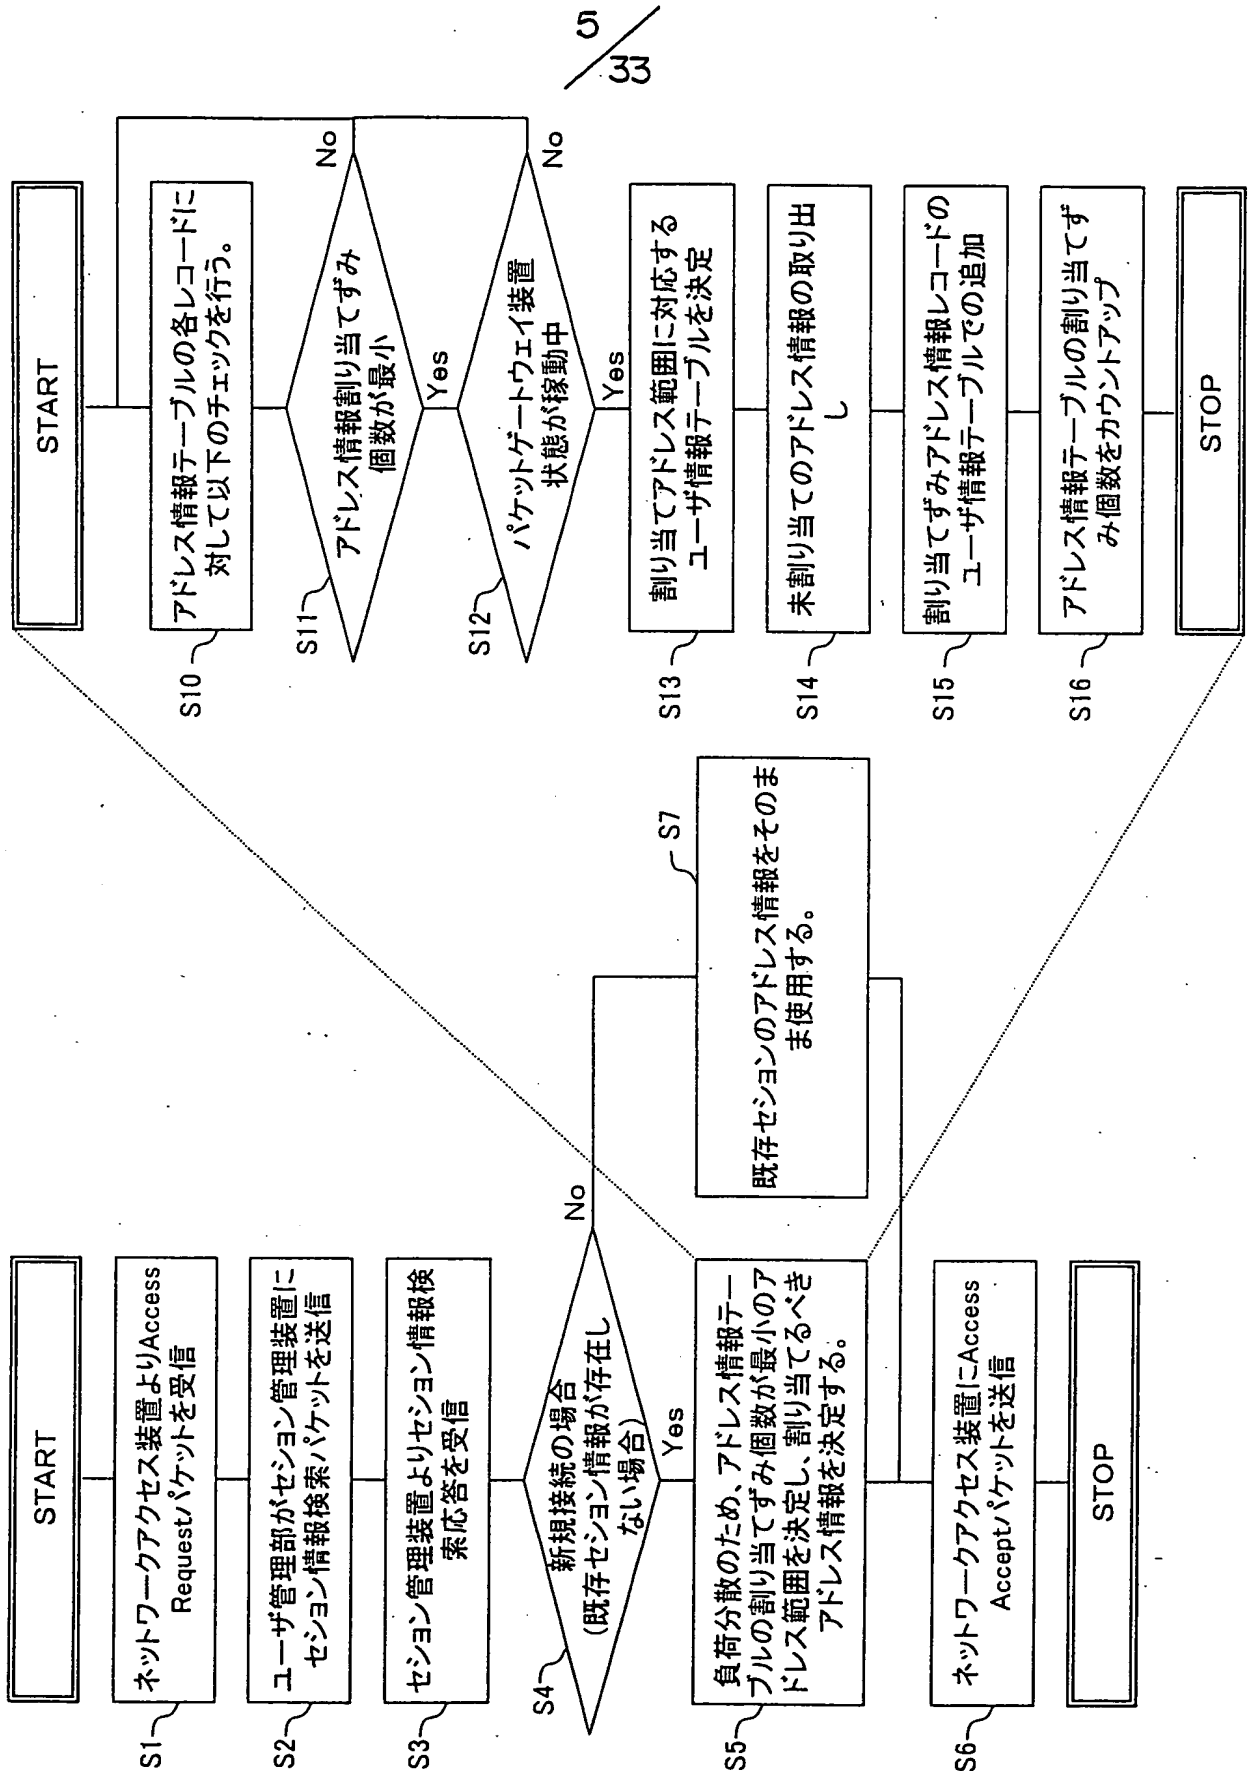 5/33
START
S1
ネットワークアクセス装置よりAccess
Requestパケットを受信
S2
ユーザ管理部がセション管理装置に
セション情報検索パケットを送信
S3
セション管理装置よりセション情報検
索応答を受信
S4
新規接続の場合
(既存セション情報が存在し
ない場合)
No
Yes
S5
負荷分散のため、アドレス情報テー
ブルの割り当てずみ個数が最小のア
ドレス範囲を決定し、割り当てるべき
アドレス情報を決定する。
S7
既存セションのアドレス情報をそのま
ま使用する。
S6
ネットワークアクセス装置にAccess
Acceptパケットを送信
STOP
START
S10
アドレス情報テーブルの各レコードに
対して以下のチェックを行う。
S11
アドレス情報割り当てずみ
個数が最小
No
Yes
S12
パケットゲートウェイ装置
状態が稼動中
No
Yes
S13
割り当てアドレス範囲に対応する
ユーザ情報テーブルを決定
S14
未割り当てのアドレス情報の取り出
し
S15
割り当てずみアドレス情報レコードの
ユーザ情報テーブルでの追加
S16
アドレス情報テーブルの割り当てず
み個数をカウントアップ
STOP